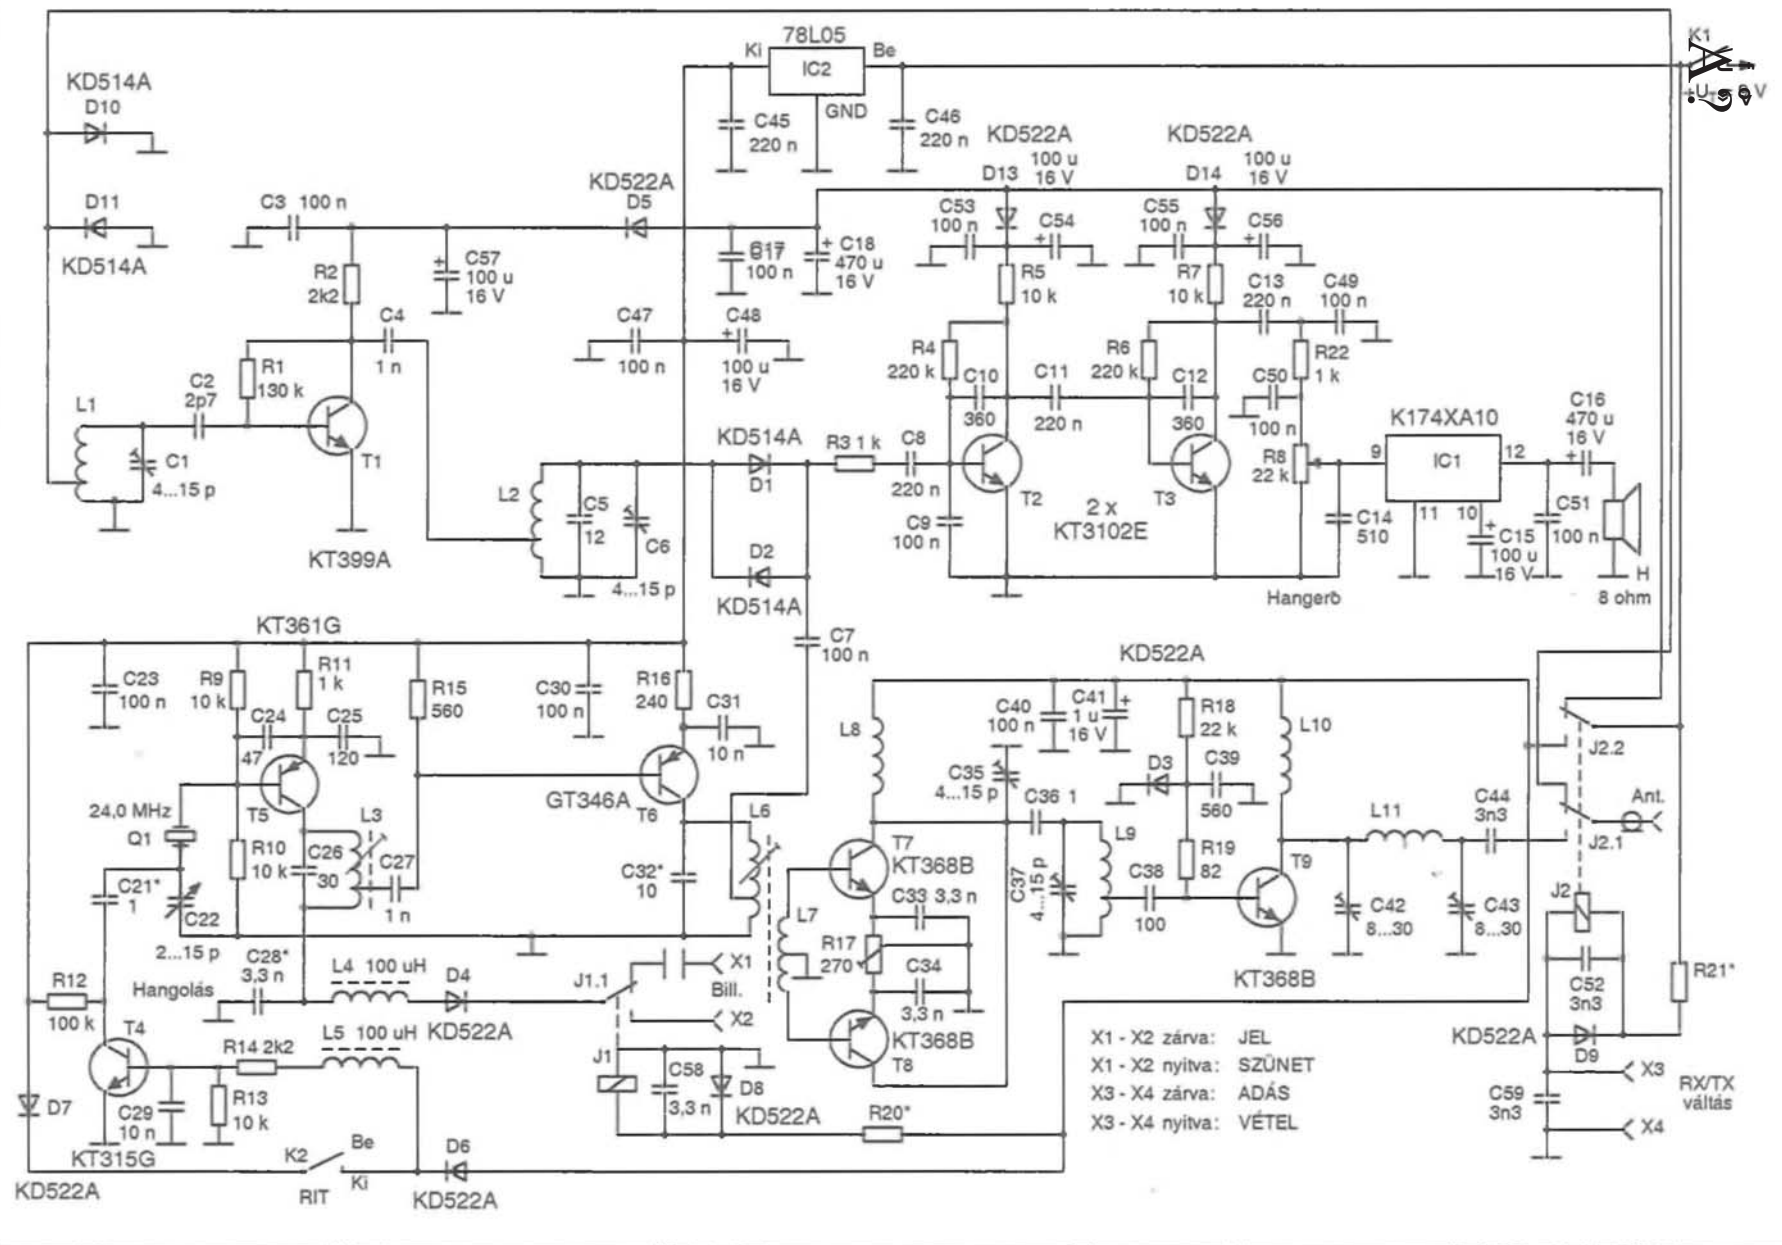 78L05
K1
Ki
Be
IC2
GND
KD514A
D10
C45
220 n
C46
220 n
KD522A
KD522A
100 u
16 V
100 u
16 V
D13
D14
KD522A
D5
D11
KD514A
C3 100 n
C53
100 n
C54
C55
100 n
C56
R2
2k2
C57
100 u
16 V
100 n
C18
470 u
16 V
R5
10 k
R7
10 k
C13
220 n
C49
100 n
C4
1 n
C47
100 n
C48
100 u
16 V
R4
220 k
R6
220 k
R22
1 k
R1
130 k
C2
2p7
C10
360
C11
220 n
C12
360
C50
100 n
L1
C1
4...15 p
T1
KT399A
KD514A
D1
R3 1 k
C8
220 n
T2
T3
2 x
KT3102E
R8
22 k
K174XA10
9
IC1
12
11
10
C16
470 u
16 V
L2
C5
12
C6
4...15 p
D2
KD514A
C9
100 n
C14
510
C15
100 u
16 V
C51
100 n
H
8 ohm
Hangerő
KT361G
C7
100 n
C23
100 n
R9
10 k
R11
1 k
R15
560
C30
100 n
R16
240
C31
10 n
C24
47
C25
120
KD522A
L8
C40
100 n
C41
1 u
16 V
R18
22 k
L10
J2.2
24,0 MHz
Q1
T5
L3
GT346A
T6
L6
C35
4...15 p
D3
C39
560
C36 1
L9
L11
C44
3n3
Ant.
J2.1
R10
10 k
C26
30
C27
1 n
C32*
10
T7
KT368B
C37
4...15 p
C38
100
R19
82
T9
J2
C21*
1
C22
2...15 p
L7
C33 3,3 n
R17
270
C34
3,3 n
C42
8...30
C43
8...30
KT368B
C28*
3,3 n
L4 100 uH
D4
KD522A
J1.1
X1
Bill.
X2
Hangolás
R12
100 k
C52
3n3
R21*
T4
L5 100 uH
R14 2k2
J1
KT368B
T8
X1 - X2 zárva: JEL
X1 - X2 nyitva: SZÜNET
X3 - X4 zárva: ADÁS
X3 - X4 nyitva: VÉTEL
KD522A
D9
D7
C29
10 n
R13
10 k
C58
3,3 n
D8
KD522A
R20*
C59
3n3
X3
RX/TX
váltás
X4
KT315G
KD522A
K2
Be
Ki
RIT
D6
KD522A